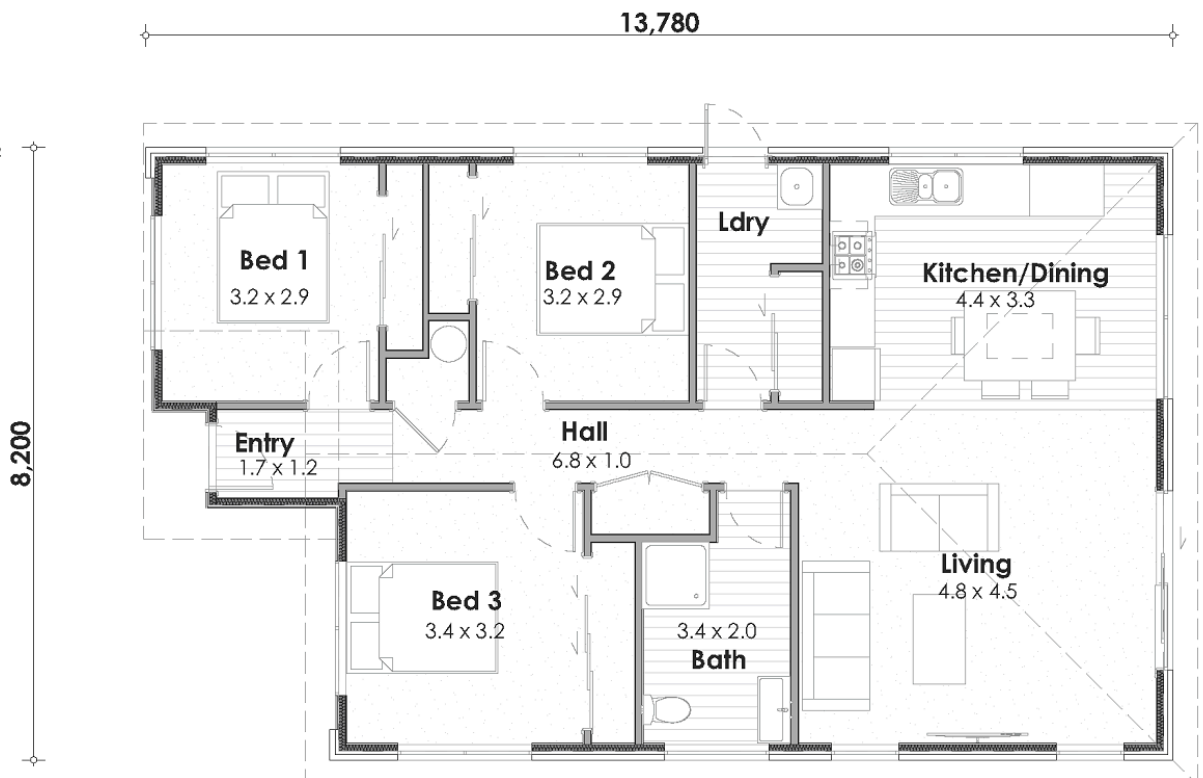 13,780
8,200
Bed 1
3.2 x 2.9
Bed 2
3.2 x 2.9
Ldry
Kitchen/Dining
4.4 x 3.3
Entry
1.7 x 1.2
Hall
6.8 x 1.0
Living
4.8 x 4.5
Bed 3
3.4 x 3.2
3.4 x 2.0
Bath